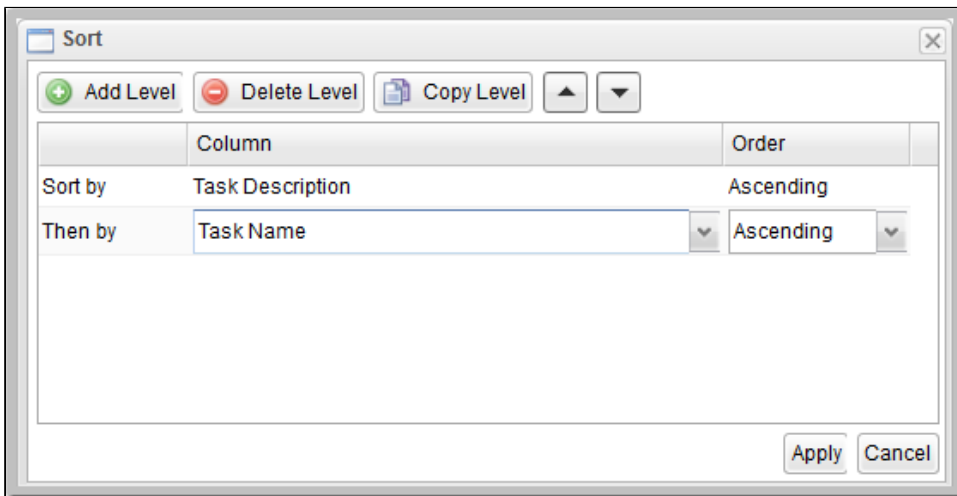 Sort
Add Level Delete Level Copy Level
Column Order
Sort by Task Description Ascending
Then by Task Name Ascending
Apply Cancel